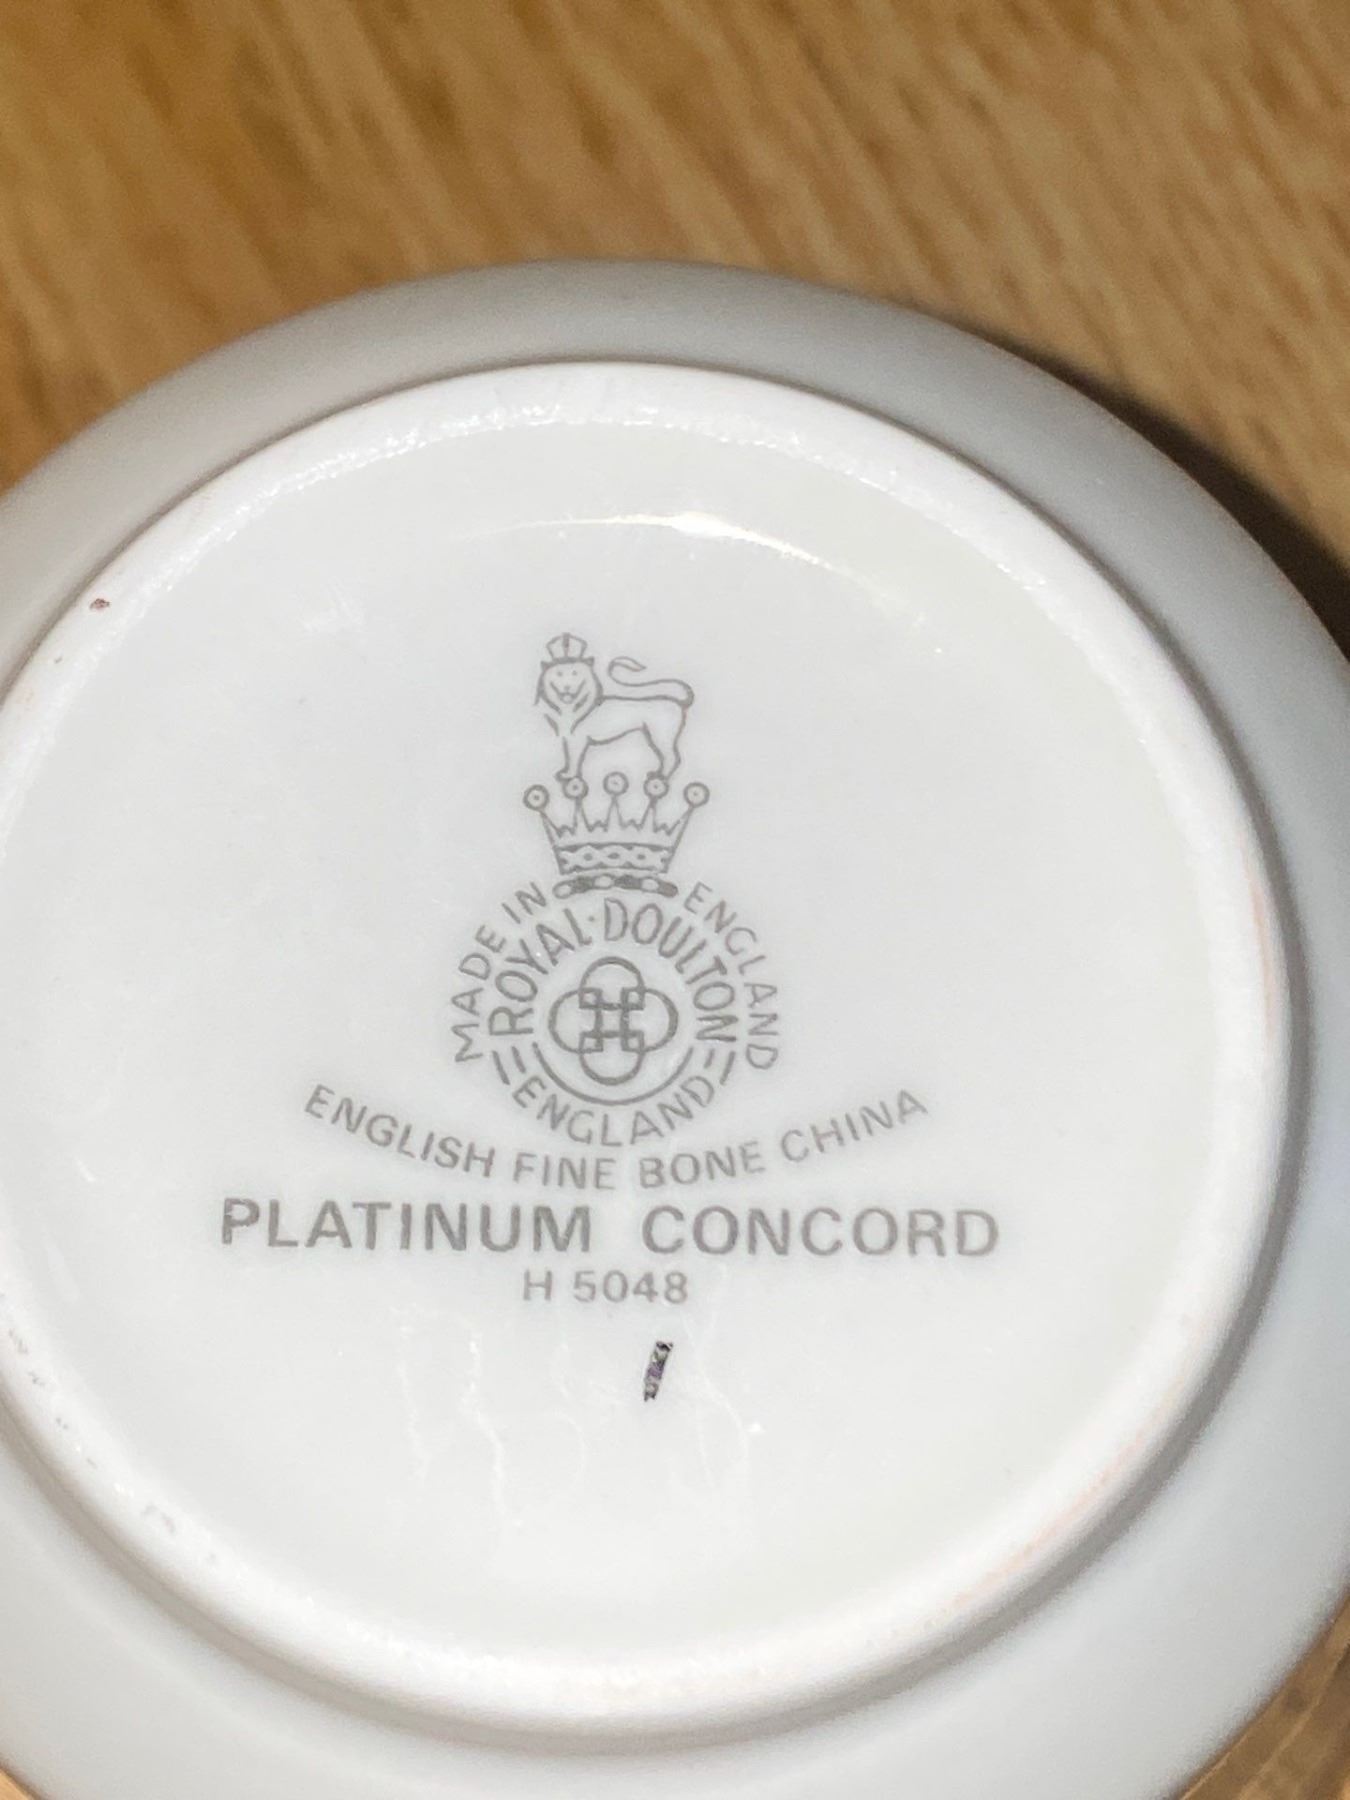 MADE IN ENGLAND
ROYAL·DOULTON
ENGLAND
ENGLISH FINE BONE CHINA
PLATINUM CONCORD
H 5048